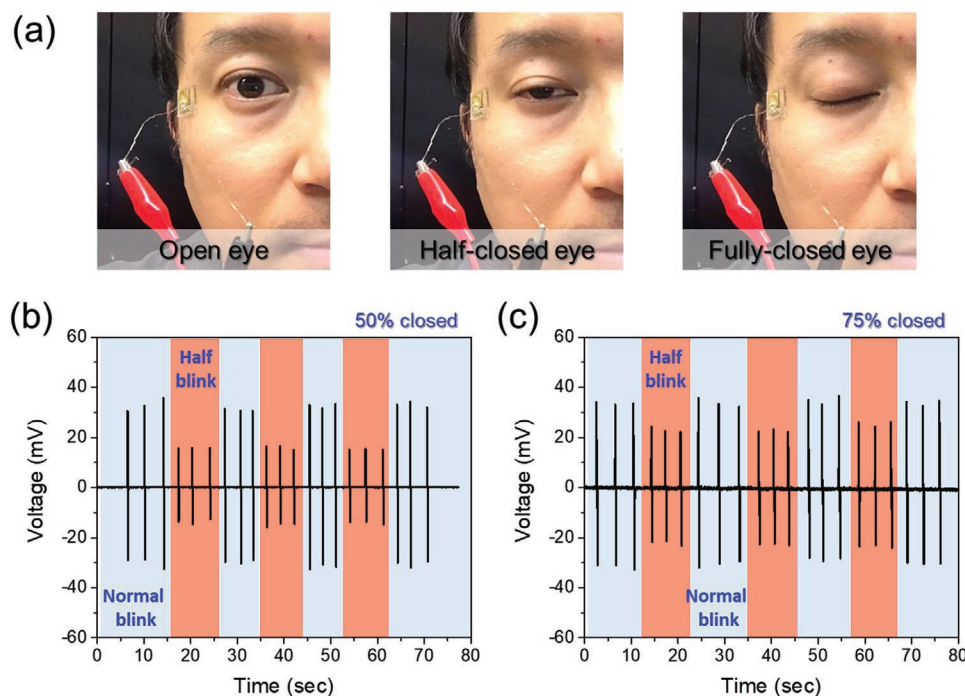 (a)
Open eye
Half-closed eye
Fully-closed eye
(b)
50% closed
60
40
20
0
-20
-40
-60
Voltage (mV)
Half
blink
Normal
blink
0 10 20 30 40 50 60 70 80
Time (sec)
(c)
75% closed
60
40
20
0
-20
-40
-60
Voltage (mV)
Half
blink
Normal
blink
0 10 20 30 40 50 60 70 80
Time (sec)